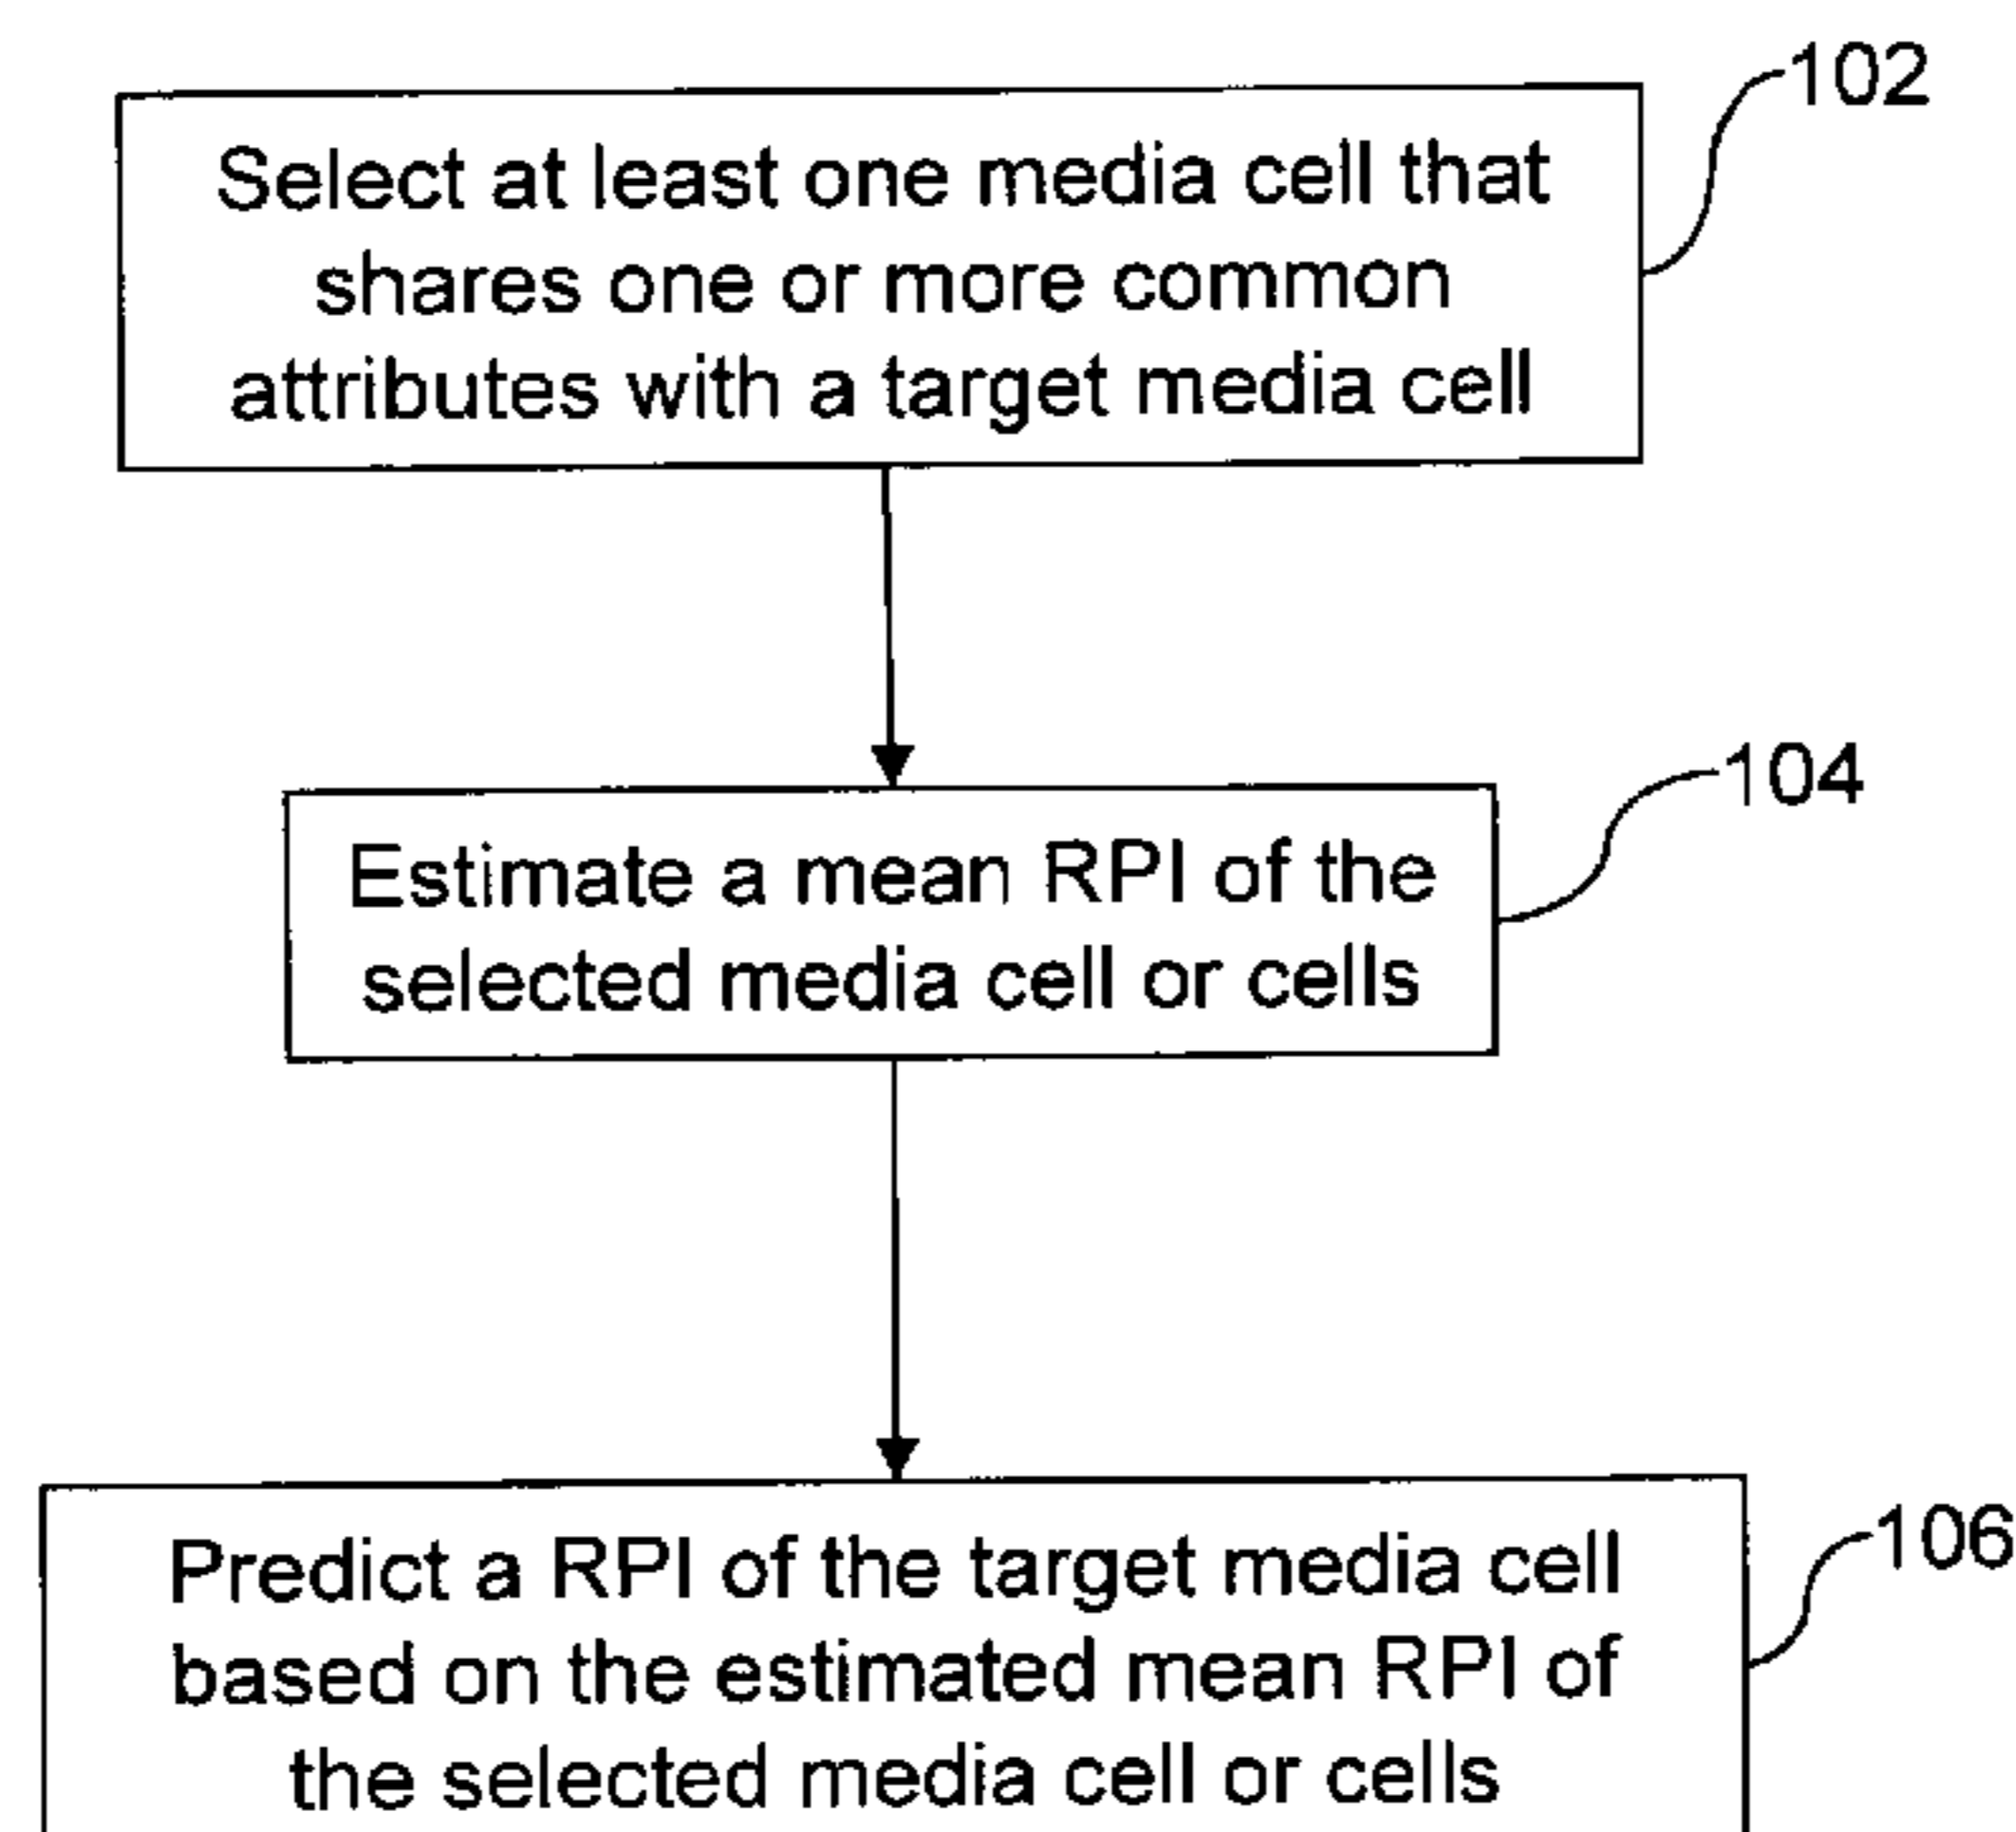 102
Select at least one media cell that
shares one or more common
attributes with a target media cell
104
Estimate a mean RPI of the
selected media cell or cells
106
Predict a RPI of the target media cell
based on the estimated mean RPI of
the selected media cell or cells